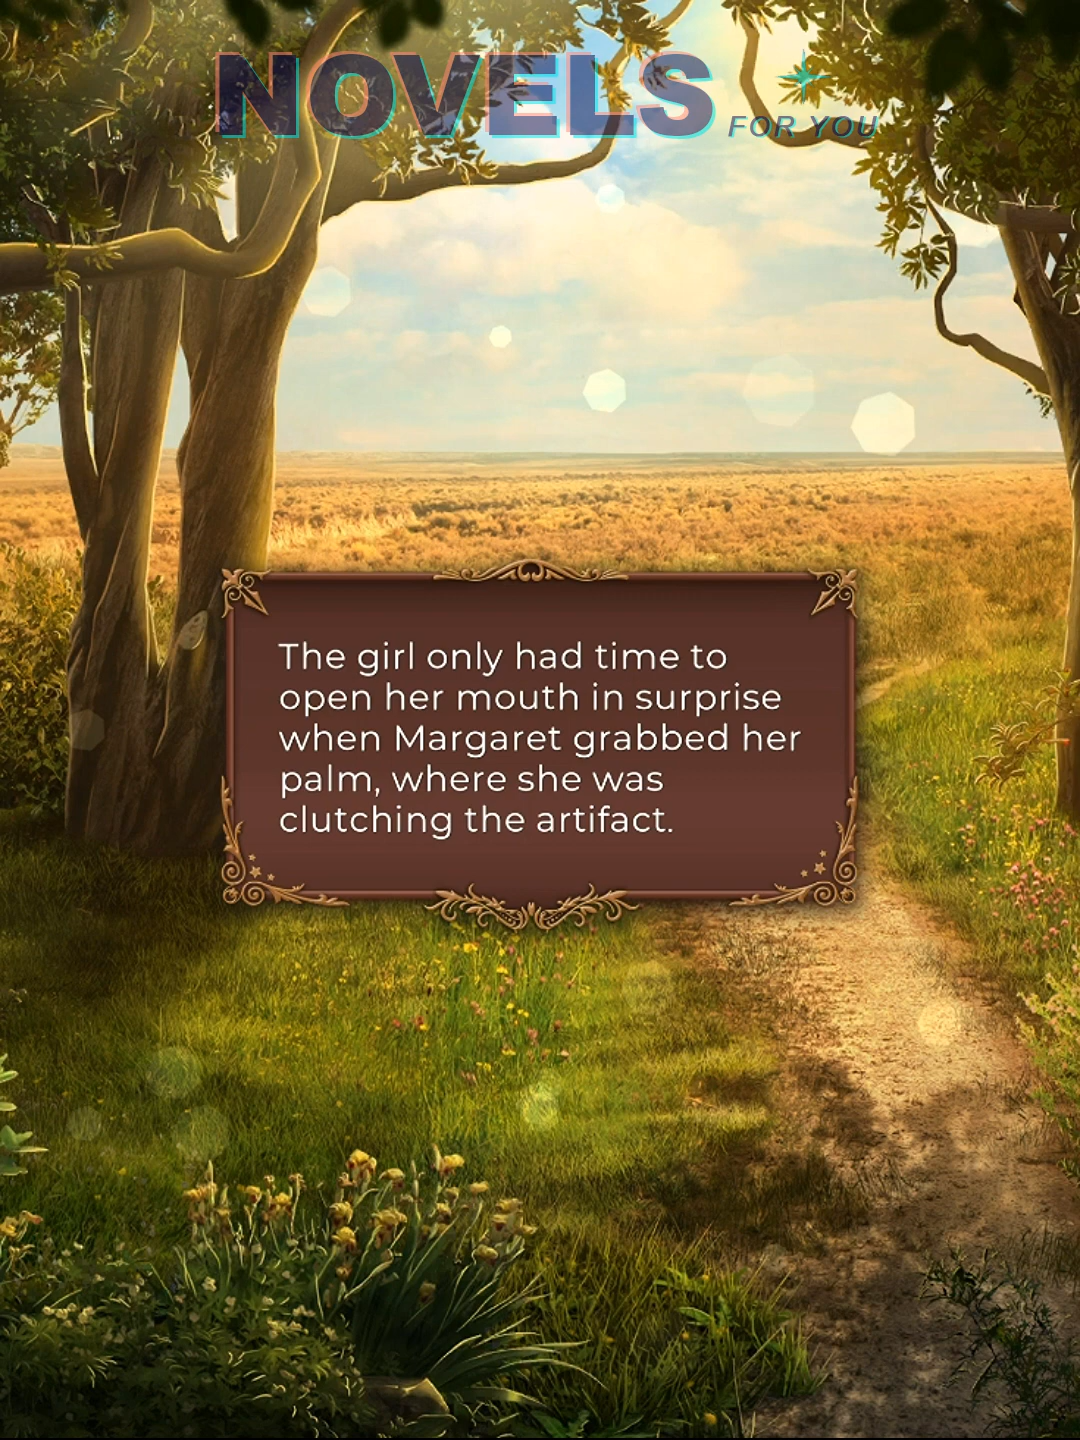 NOVELS
FOR YOU
The girl only had time to
open her mouth in surprise
when Margaret grabbed her
palm, where she was
clutching the artifact.